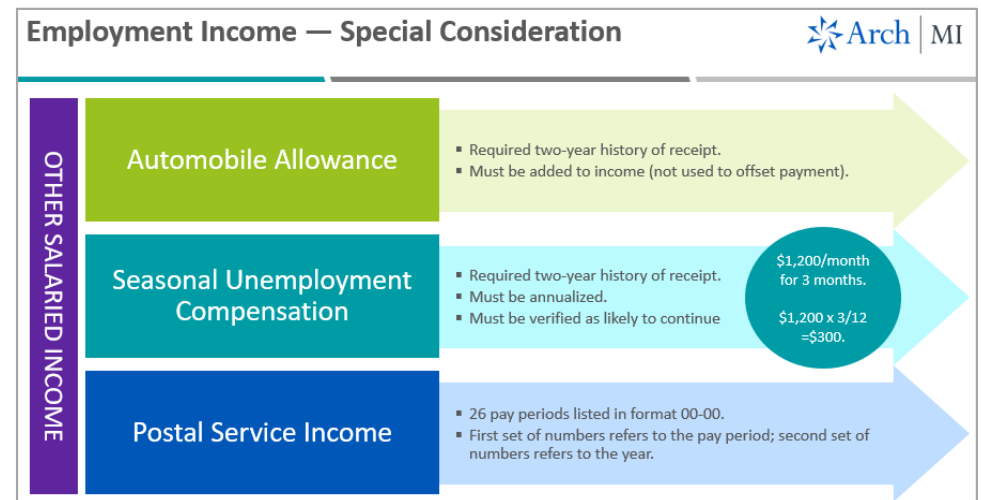 Employment Income — Special Consideration
Arch | MI
OTHER SALARIED INCOME
Automobile Allowance
▪ Required two-year history of receipt.
▪ Must be added to income (not used to offset payment).
Seasonal Unemployment
Compensation
▪ Required two-year history of receipt.
▪ Must be annualized.
▪ Must be verified as likely to continue
$1,200/month
for 3 months.
$1,200 x 3/12
=$300.
Postal Service Income
▪ 26 pay periods listed in format 00-00.
▪ First set of numbers refers to the pay period; second set of
numbers refers to the year.